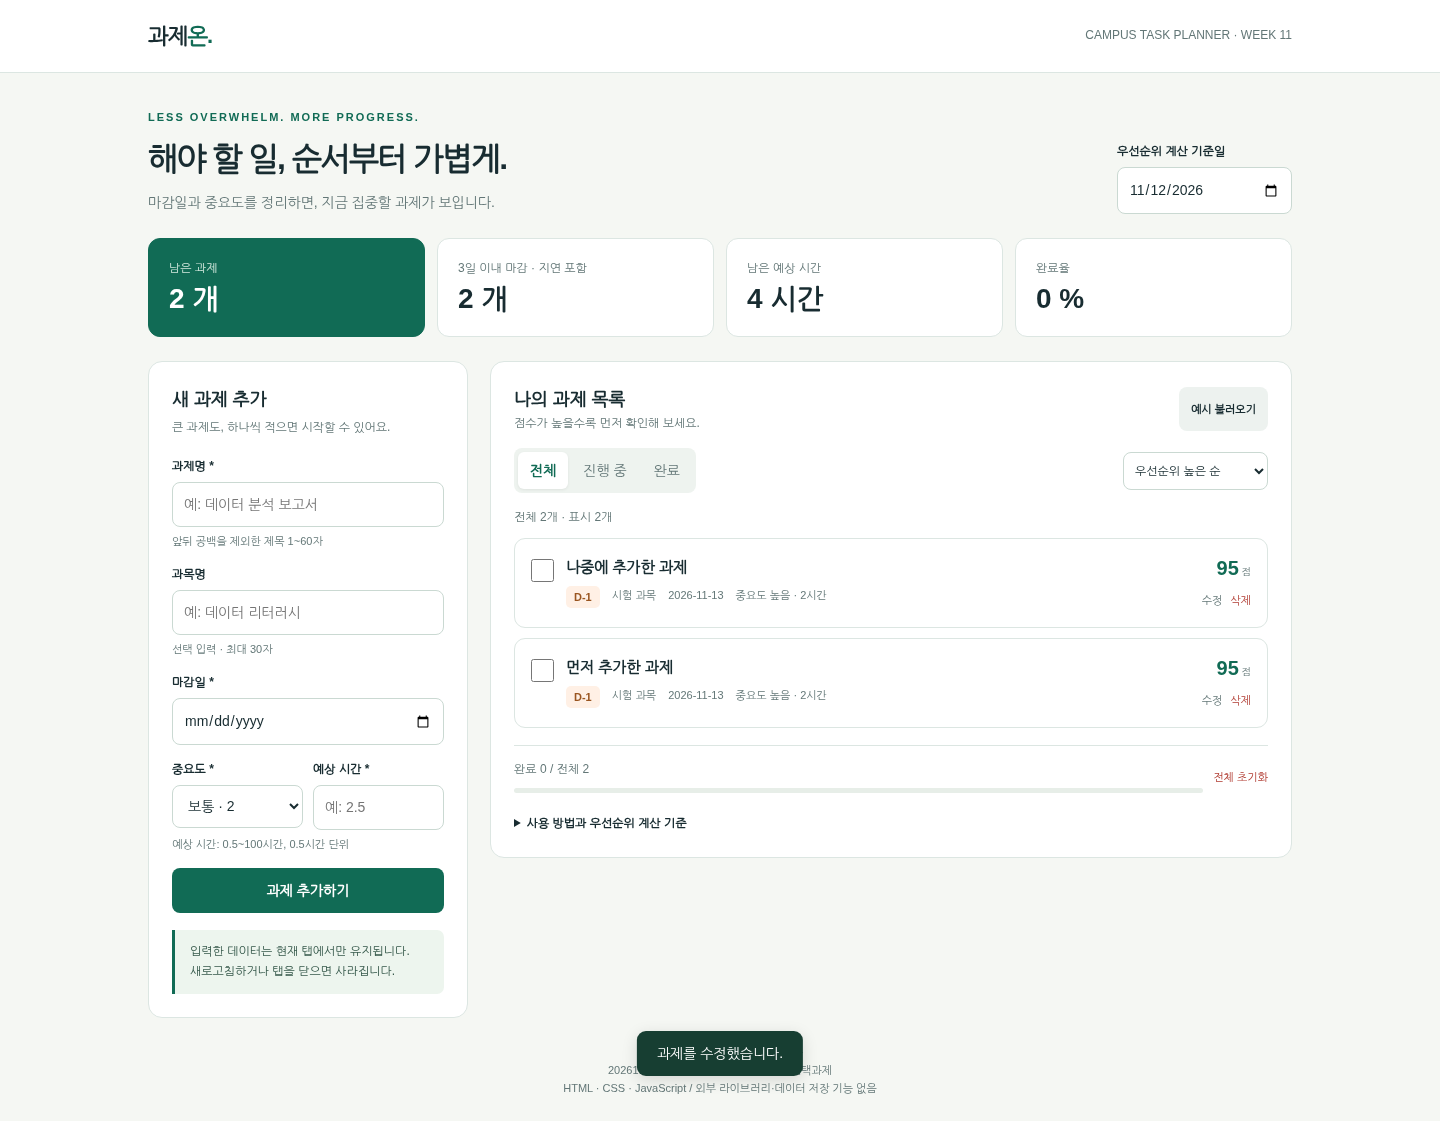 과제온.
CAMPUS TASK PLANNER · WEEK 11
LESS OVERWHELM. MORE PROGRESS.
해야 할 일, 순서부터 가볍게.
마감일과 중요도를 정리하면, 지금 집중할 과제가 보입니다.
우선순위 계산 기준일
11/12/2026
남은 과제
2 개
3일 이내 마감 · 지연 포함
2 개
남은 예상 시간
4 시간
완료율
0 %
새 과제 추가
큰 과제도, 하나씩 적으면 시작할 수 있어요.
과제명 *
예: 데이터 분석 보고서
앞뒤 공백을 제외한 제목 1~60자
과목명
예: 데이터 리터러시
선택 입력 · 최대 30자
마감일 *
mm/dd/yyyy
중요도 *
예상 시간 *
보통 · 2
예: 2.5
예상 시간: 0.5~100시간, 0.5시간 단위
과제 추가하기
입력한 데이터는 현재 탭에서만 유지됩니다.
새로고침하거나 탭을 닫으면 사라집니다.
나의 과제 목록
점수가 높을수록 먼저 확인해 보세요.
예시 불러오기
전체 진행 중 완료
우선순위 높은 순
전체 2개 · 표시 2개
나중에 추가한 과제
95 점
D-1 시험 과목 2026-11-13 중요도 높음 · 2시간
수정 삭제
먼저 추가한 과제
95 점
D-1 시험 과목 2026-11-13 중요도 높음 · 2시간
수정 삭제
완료 0 / 전체 2
전체 초기화
사용 방법과 우선순위 계산 기준
과제를 수정했습니다.
20261 택과제
HTML · CSS · JavaScript / 외부 라이브러리·데이터 저장 기능 없음